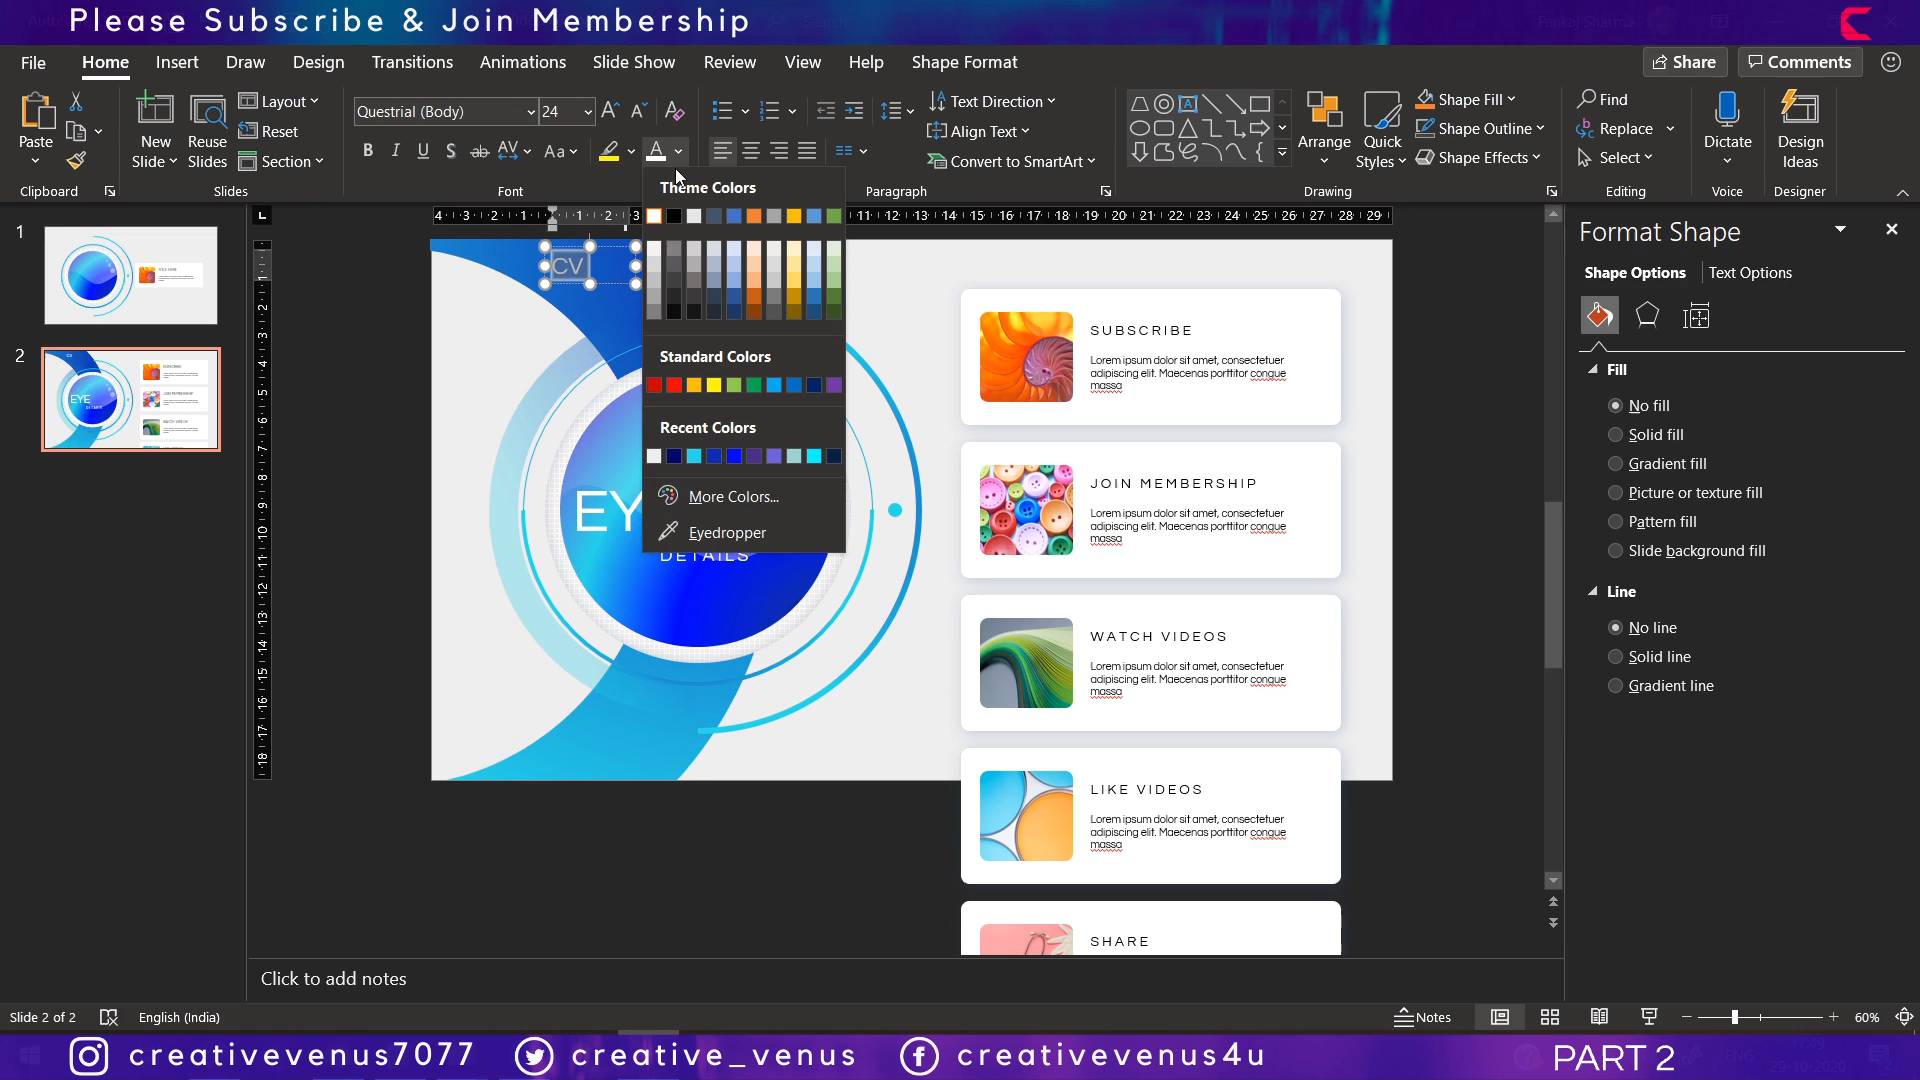 Please Subscribe & Join Membership
File Home Insert Draw Design Transitions Animations Slide Show Review View Help Shape Format Share Comments
Paste New Slide Reuse Slides Layout Reset Section
Questrial (Body) 24
B I U S ab AV Aa A
Text Direction
Align Text
Convert to SmartArt
Arrange Quick Styles Shape Fill Shape Outline Shape Effects
Find Replace Select
Dictate Design Ideas
Clipboard Slides Font Paragraph Drawing Editing Voice Designer
Theme Colors
Standard Colors
Recent Colors
More Colors...
Eyedropper
1
2
CV
EY
DETAILS
SUBSCRIBE
Lorem ipsum dolor sit amet, consectetuer
adipiscing elit. Maecenas porttitor congue
massa
JOIN MEMBERSHIP
Lorem ipsum dolor sit amet, consectetuer
adipiscing elit. Maecenas porttitor congue
massa
WATCH VIDEOS
Lorem ipsum dolor sit amet, consectetuer
adipiscing elit. Maecenas porttitor congue
massa
LIKE VIDEOS
Lorem ipsum dolor sit amet, consectetuer
adipiscing elit. Maecenas porttitor congue
massa
SHARE
Format Shape
Shape Options Text Options
Fill
No fill
Solid fill
Gradient fill
Picture or texture fill
Pattern fill
Slide background fill
Line
No line
Solid line
Gradient line
Click to add notes
Slide 2 of 2 English (India) Notes 60%
creativevenus7077 creative_venus creativevenus4u PART 2